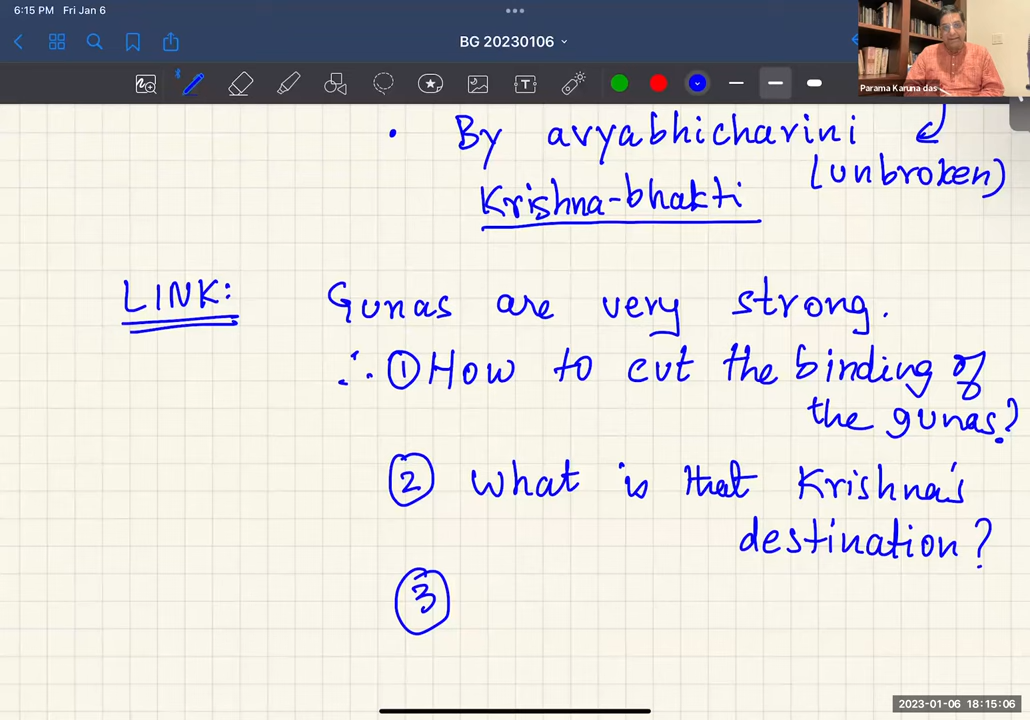 6:15 PM Fri Jan 6
BG 20230106
T
Parama Karuna das
• By avyabhicharini
(unbroken)
Krishna-bhakti
LINK: Gunas are very strong.
∴ ① How to cut the binding of
the gunas?
② What is that Krishna's
destination?
③
2023-01-06 18:15:06